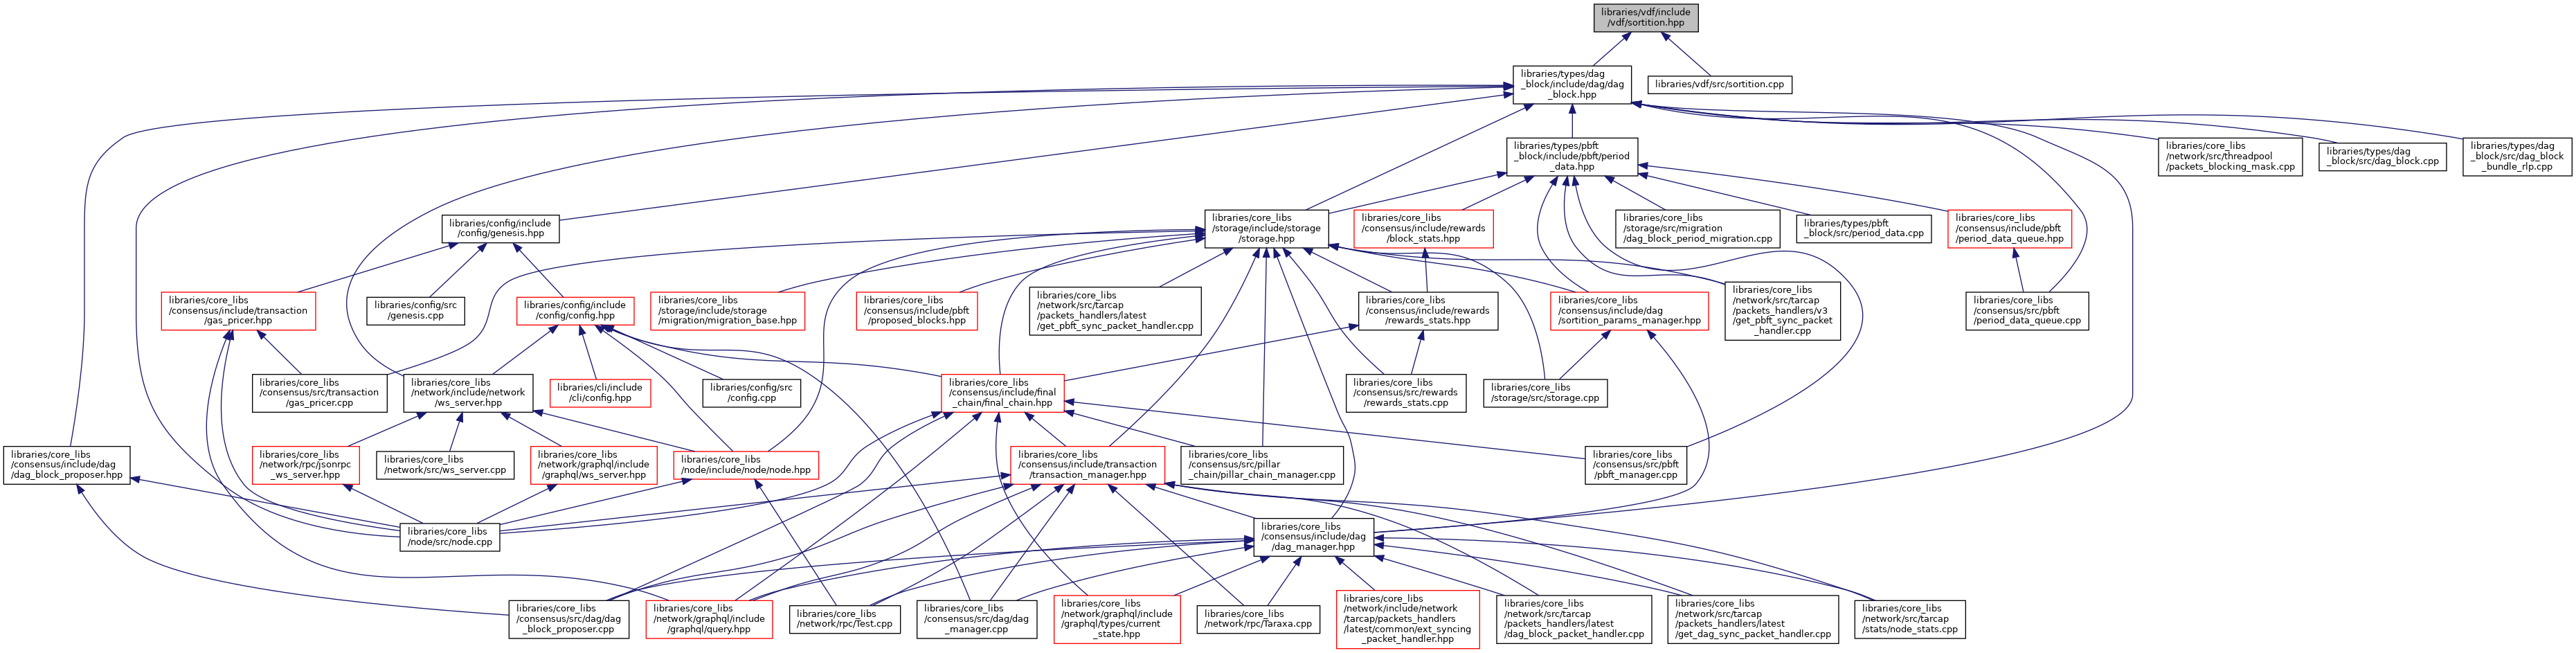 libraries/vdf/include
/vdf/sortition.hpp
libraries/types/dag
_block/include/dag/dag
_block.hpp
libraries/vdf/src/sortition.cpp
libraries/types/pbft
_block/include/pbft/period
_data.hpp
libraries/core_libs
/network/src/threadpool
/packets_blocking_mask.cpp
libraries/types/dag
_block/src/dag_block.cpp
libraries/types/dag
_block/src/dag_block
_bundle_rlp.cpp
libraries/config/include
/config/genesis.hpp
libraries/core_libs
/storage/include/storage
/storage.hpp
libraries/core_libs
/consensus/include/rewards
/block_stats.hpp
libraries/core_libs
/storage/src/migration
/dag_block_period_migration.cpp
libraries/types/pbft
_block/src/period_data.cpp
libraries/core_libs
/consensus/include/pbft
/period_data_queue.hpp
libraries/core_libs
/consensus/include/transaction
/gas_pricer.hpp
libraries/config/src
/genesis.cpp
libraries/config/include
/config/config.hpp
libraries/core_libs
/storage/include/storage
/migration/migration_base.hpp
libraries/core_libs
/consensus/include/pbft
/proposed_blocks.hpp
libraries/core_libs
/network/src/tarcap
/packets_handlers/latest
/get_pbft_sync_packet_handler.cpp
libraries/core_libs
/consensus/include/rewards
/rewards_stats.hpp
libraries/core_libs
/consensus/include/dag
/sortition_params_manager.hpp
libraries/core_libs
/network/src/tarcap
/packets_handlers/v3
/get_pbft_sync_packet
_handler.cpp
libraries/core_libs
/consensus/src/pbft
/period_data_queue.cpp
libraries/core_libs
/consensus/src/transaction
/gas_pricer.cpp
libraries/core_libs
/network/include/network
/ws_server.hpp
libraries/cli/include
/cli/config.hpp
libraries/config/src
/config.cpp
libraries/core_libs
/consensus/include/final
_chain/final_chain.hpp
libraries/core_libs
/consensus/src/rewards
/rewards_stats.cpp
libraries/core_libs
/storage/src/storage.cpp
libraries/core_libs
/consensus/include/dag
/dag_block_proposer.hpp
libraries/core_libs
/network/rpc/jsonrpc
_ws_server.hpp
libraries/core_libs
/network/src/ws_server.cpp
libraries/core_libs
/network/graphql/include
/graphql/ws_server.hpp
libraries/core_libs
/node/include/node/node.hpp
libraries/core_libs
/consensus/include/transaction
/transaction_manager.hpp
libraries/core_libs
/consensus/src/pillar
_chain/pillar_chain_manager.cpp
libraries/core_libs
/consensus/src/pbft
/pbft_manager.cpp
libraries/core_libs
/node/src/node.cpp
libraries/core_libs
/consensus/include/dag
/dag_manager.hpp
libraries/core_libs
/consensus/src/dag/dag
_block_proposer.cpp
libraries/core_libs
/network/graphql/include
/graphql/query.hpp
libraries/core_libs
/network/rpc/Test.cpp
libraries/core_libs
/consensus/src/dag/dag
_manager.cpp
libraries/core_libs
/network/graphql/include
/graphql/types/current
_state.hpp
libraries/core_libs
/network/rpc/Taraxa.cpp
libraries/core_libs
/network/include/network
/tarcap/packets_handlers
/latest/common/ext_syncing
_packet_handler.hpp
libraries/core_libs
/network/src/tarcap
/packets_handlers/latest
/dag_block_packet_handler.cpp
libraries/core_libs
/network/src/tarcap
/packets_handlers/latest
/get_dag_sync_packet_handler.cpp
libraries/core_libs
/network/src/tarcap
/stats/node_stats.cpp